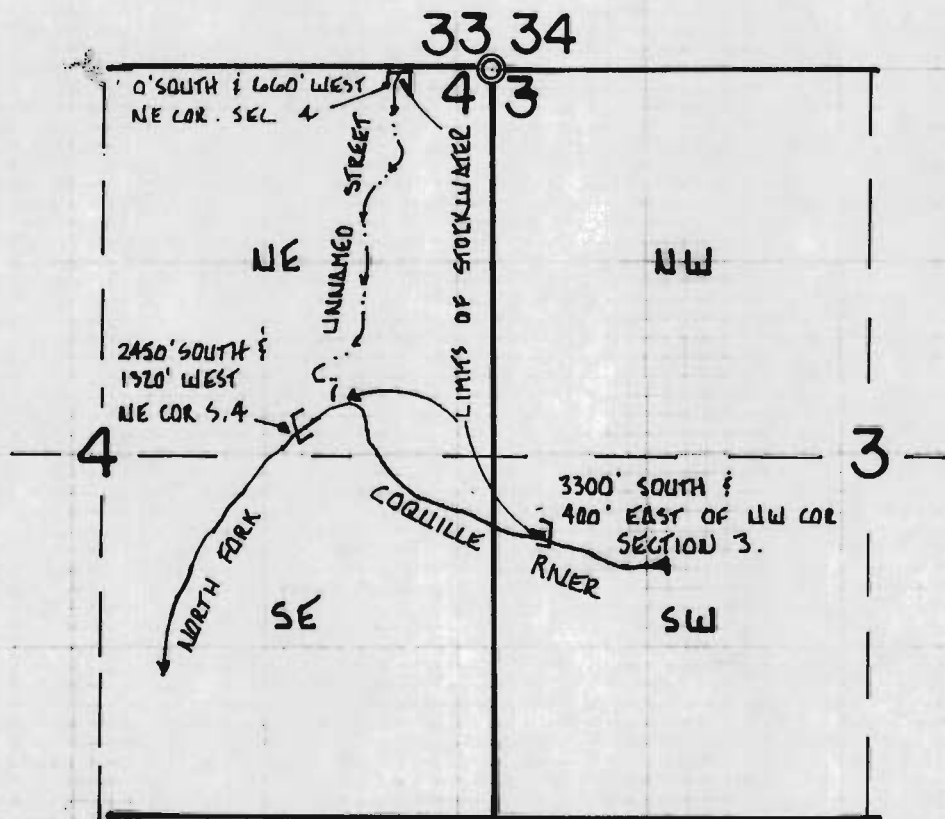 33 34
4 3
0' SOUTH & 660' WEST
NE COR. SEC 4
UNNAMED STREET
LIMITS OF STOCKWATER
NE
NW
2450' SOUTH &
1320' WEST
NE COR S.4
4
3
3300' SOUTH &
400' EAST OF NW COR
SECTION 3.
COQUILLE
RIVER
NORTH FORK
SE
SW